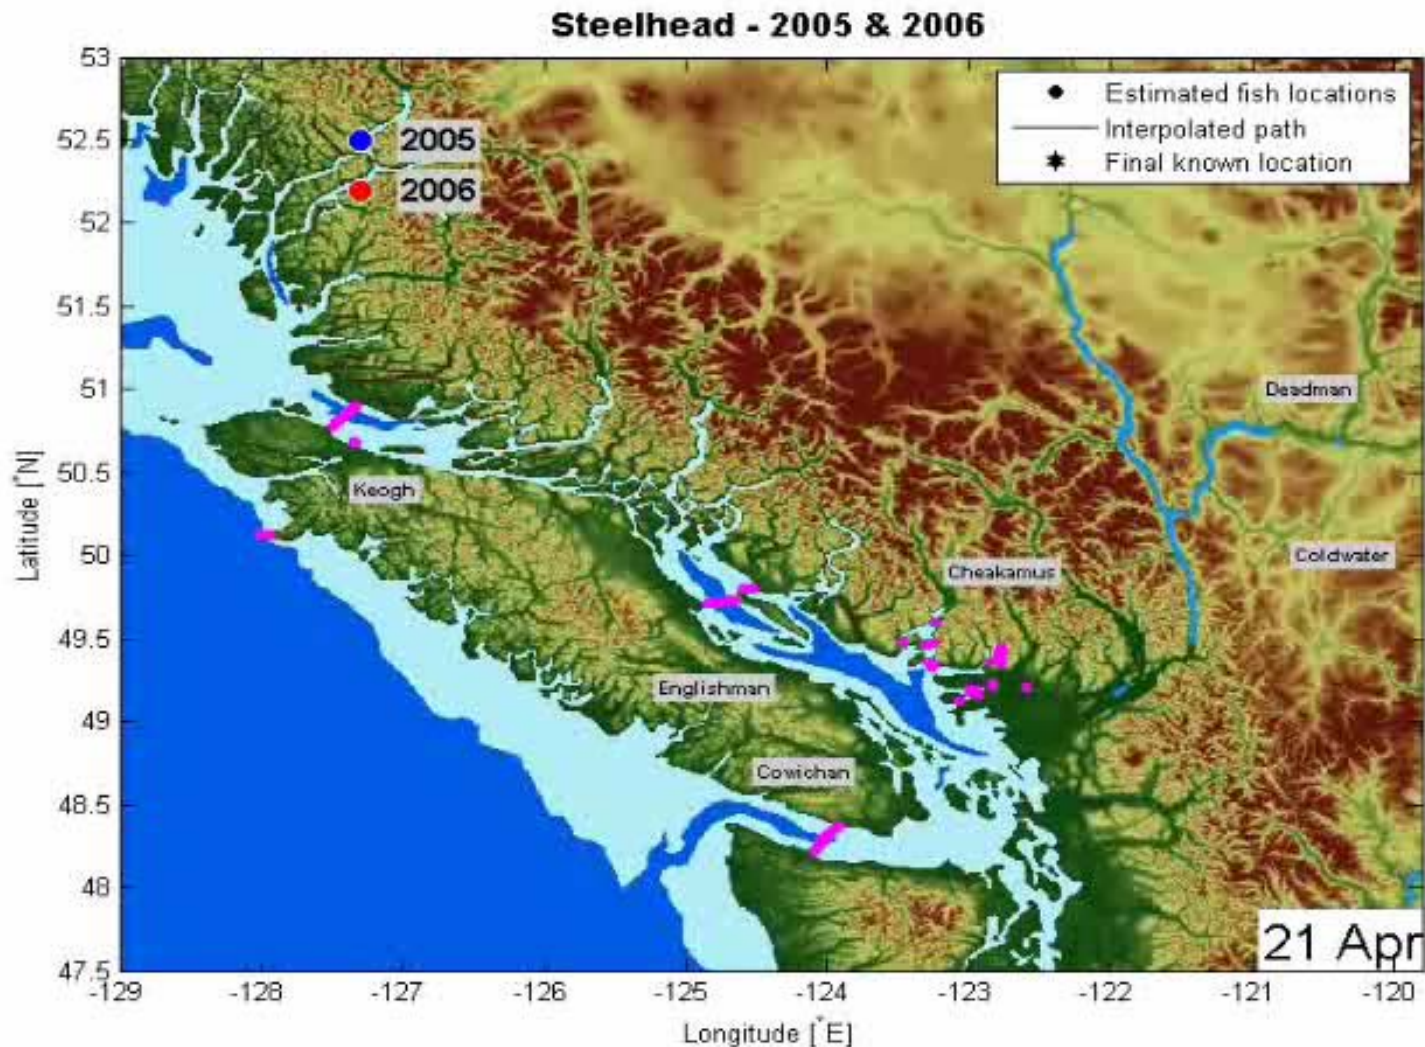 Steelhead - 2005 & 2006
53
52.5
52
51.5
51
50.5
50
49.5
49
48.5
48
47.5
Latitude [°N]
2005
2006
Estimated fish locations
Interpolated path
Final known location
Deadman
Keogh
Coldwater
Cheakamus
Englishman
Cowichan
21 Apr
-129
-128
-127
-126
-125
-124
-123
-122
-121
-120
Longitude [°E]